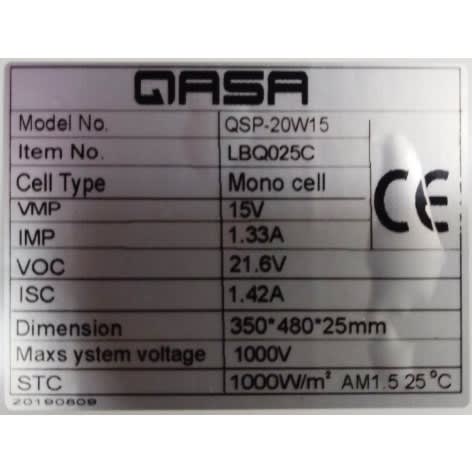 QASA
Model No. QSP-20W15
Item No. LBQ025C
Cell Type Mono cell
VMP 15V
IMP 1.33A
VOC 21.6V
ISC 1.42A
CE
Dimension 350*480*25mm
Maxs ystem voltage 1000V
STC 1000W/m² AM1.5 25°C
20190809